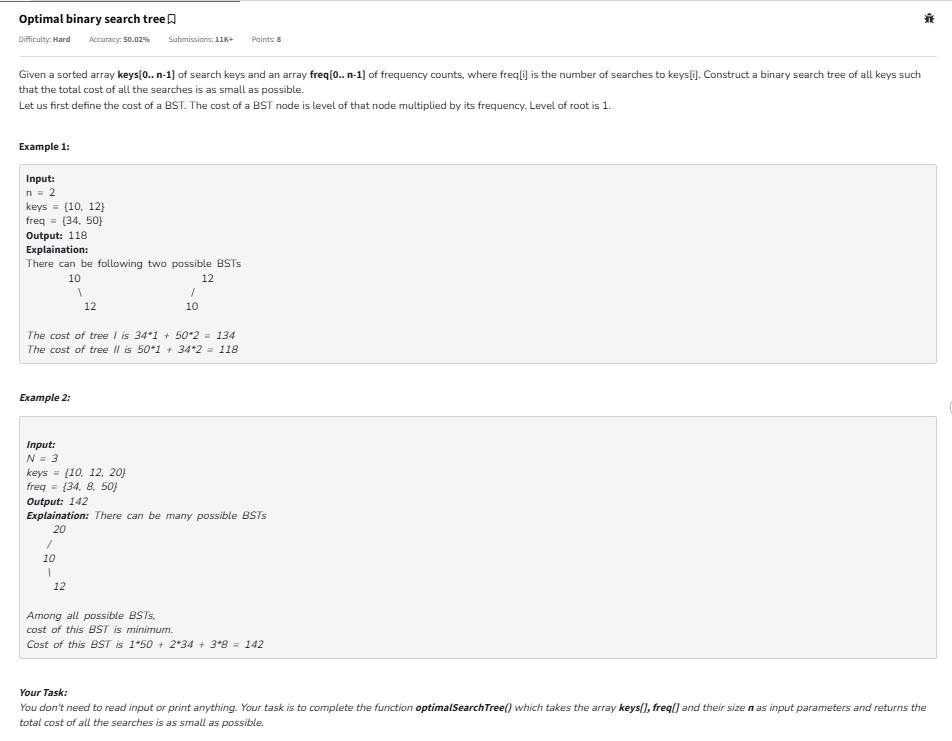 Optimal binary search tree
Difficulty: Hard Accuracy: 50.02% Submissions: 11K+ Points: 8
Given a sorted array keys[0.. n-1] of search keys and an array freq[0.. n-1] of frequency counts, where freq[i] is the number of searches to keys[i]. Construct a binary search tree of all keys such
that the total cost of all the searches is as small as possible.
Let us first define the cost of a BST. The cost of a BST node is level of that node multiplied by its frequency. Level of root is 1.
Example 1:
Input:
n = 2
keys = {10, 12}
freq = {34, 50}
Output: 118
Explaination:
There can be following two possible BSTs
10 12
\ /
12 10
The cost of tree I is 34*1 + 50*2 = 134
The cost of tree II is 50*1 + 34*2 = 118
Example 2:
Input:
N = 3
keys = {10, 12, 20}
freq = {34, 8, 50}
Output: 142
Explaination: There can be many possible BSTs
20
/
10
\
12
Among all possible BSTs,
cost of this BST is minimum.
Cost of this BST is 1*50 + 2*34 + 3*8 = 142
Your Task:
You don't need to read input or print anything. Your task is to complete the function optimalSearchTree() which takes the array keys[], freq[] and their size n as input parameters and returns the
total cost of all the searches is as small as possible.